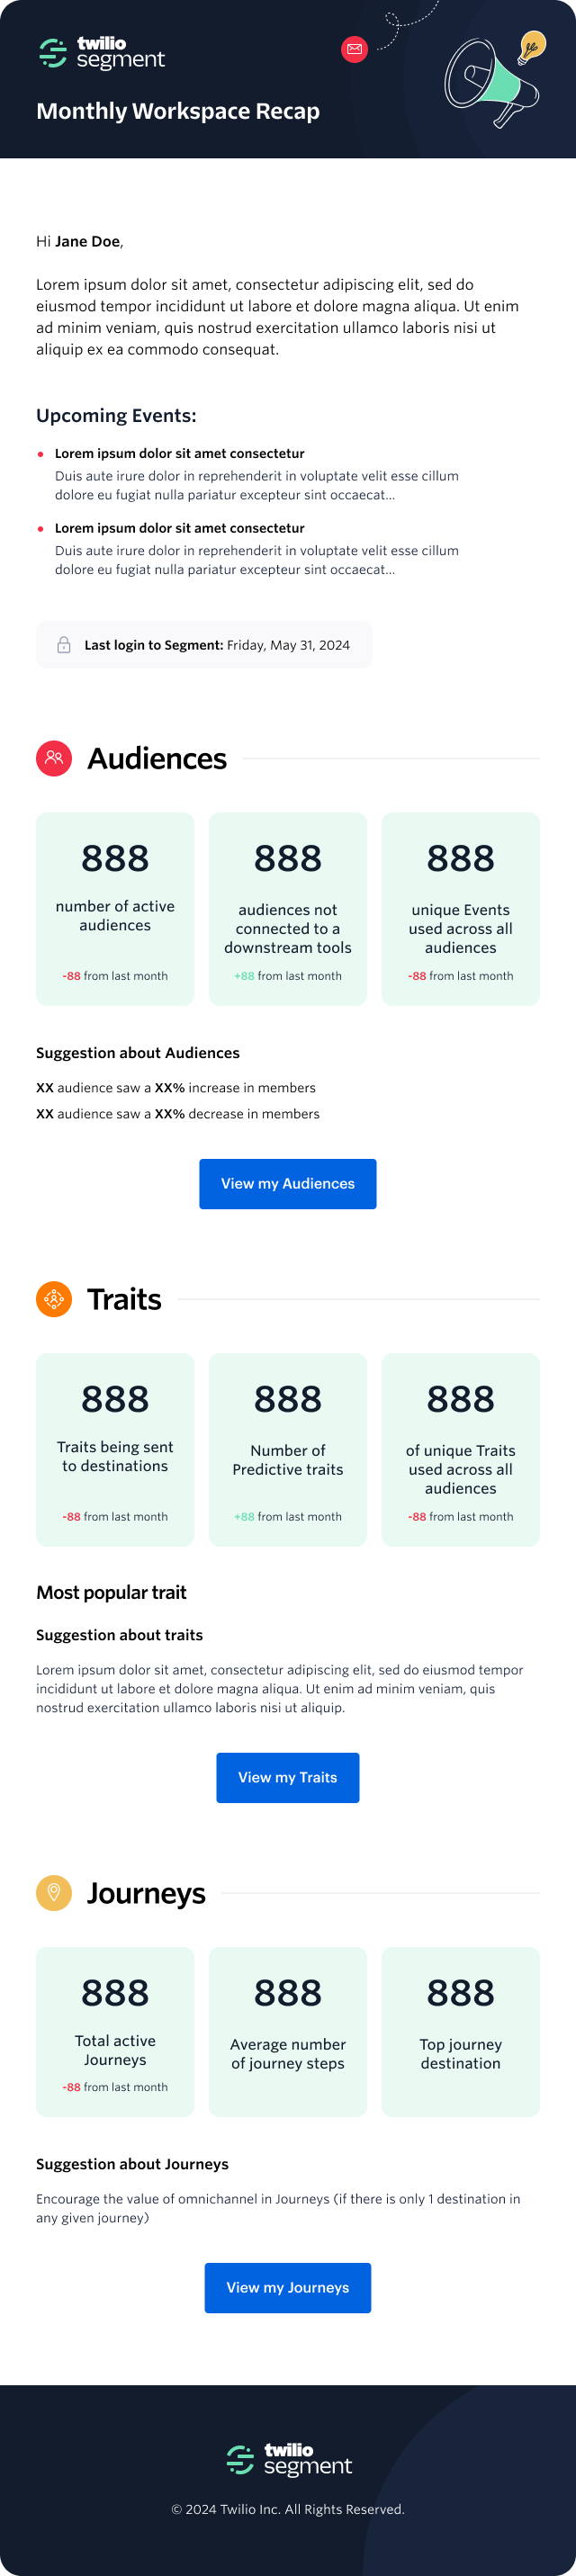 twilio
segment
Monthly Workspace Recap
Hi Jane Doe,
Lorem ipsum dolor sit amet, consectetur adipiscing elit, sed do
eiusmod tempor incididunt ut labore et dolore magna aliqua. Ut enim
ad minim veniam, quis nostrud exercitation ullamco laboris nisi ut
aliquip ex ea commodo consequat.
Upcoming Events:
Lorem ipsum dolor sit amet consectetur
Duis aute irure dolor in reprehenderit in voluptate velit esse cillum
dolore eu fugiat nulla pariatur excepteur sint occaecat...
Lorem ipsum dolor sit amet consectetur
Duis aute irure dolor in reprehenderit in voluptate velit esse cillum
dolore eu fugiat nulla pariatur excepteur sint occaecat...
Last login to Segment: Friday, May 31, 2024
Audiences
888
number of active
audiences
-88 from last month
888
audiences not
connected to a
downstream tools
+88 from last month
888
unique Events
used across all
audiences
-88 from last month
Suggestion about Audiences
XX audience saw a XX% increase in members
XX audience saw a XX% decrease in members
View my Audiences
Traits
888
Traits being sent
to destinations
-88 from last month
888
Number of
Predictive traits
+88 from last month
888
of unique Traits
used across all
audiences
-88 from last month
Most popular trait
Suggestion about traits
Lorem ipsum dolor sit amet, consectetur adipiscing elit, sed do eiusmod tempor
incididunt ut labore et dolore magna aliqua. Ut enim ad minim veniam, quis
nostrud exercitation ullamco laboris nisi ut aliquip.
View my Traits
Journeys
888
Total active
Journeys
-88 from last month
888
Average number
of journey steps
888
Top journey
destination
Suggestion about Journeys
Encourage the value of omnichannel in Journeys (if there is only 1 destination in
any given journey)
View my Journeys
twilio
segment
© 2024 Twilio Inc. All Rights Reserved.